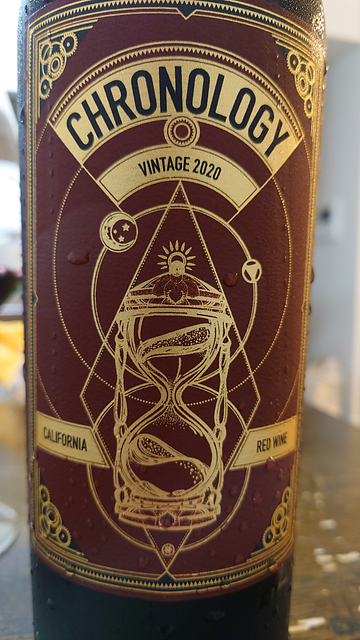 CHRONOLOGY
VINTAGE 2020
CALIFORNIA
RED WINE